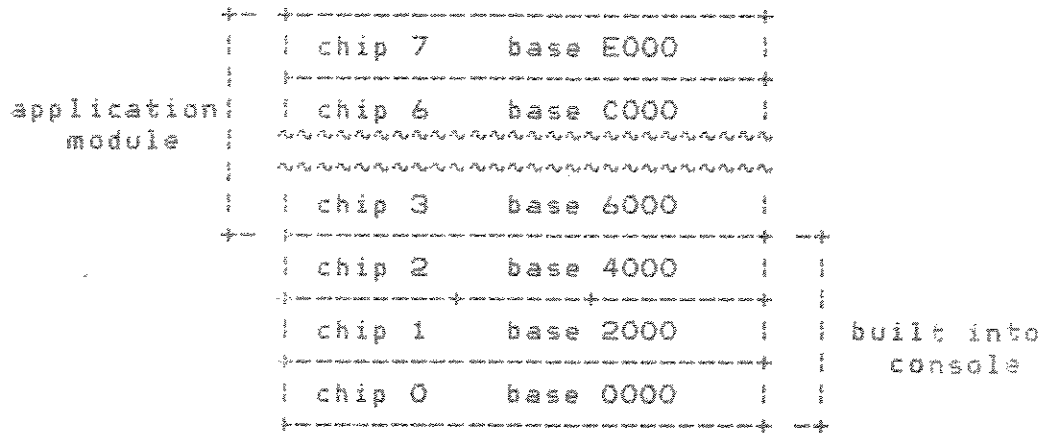 chip 7 base E000
application chip 6 base C000
module
chip 3 base 6000
chip 2 base 4000
chip 1 base 2000 built into
console
chip 0 base 0000